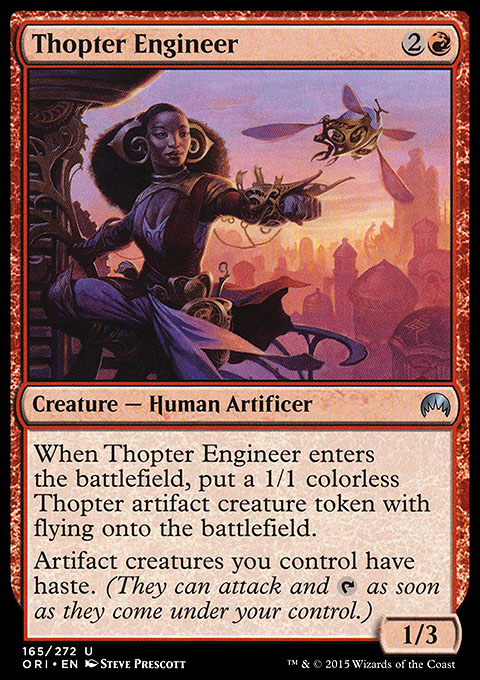 Thopter Engineer 2
Creature — Human Artificer
When Thopter Engineer enters
the battlefield, put a 1/1 colorless
Thopter artifact creature token with
flying onto the battlefield.
Artifact creatures you control have
haste. (They can attack and as soon
as they come under your control.)
1/3
165/272 U
ORI • EN Steve Prescott
™ & © 2015 Wizards of the Coast